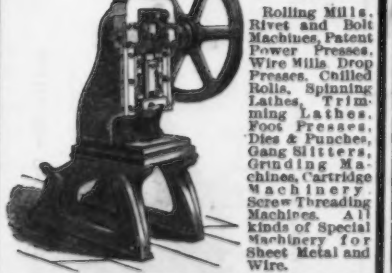 Rolling Mills,
Rivet and Bolt
Machines, Patent
Power Presses,
Wire Mills Drop
Presses. Chilled
Rolls, Spinning
Lathes, Trim-
ming Lathes,
Foot Presses,
Dies & Punches,
Gang Slitters,
Grinding Ma-
chines, Cartridge
Machinery
Screw Threading
Machines. All
kinds of Special
Machinery for
Sheet Metal and
Wire.